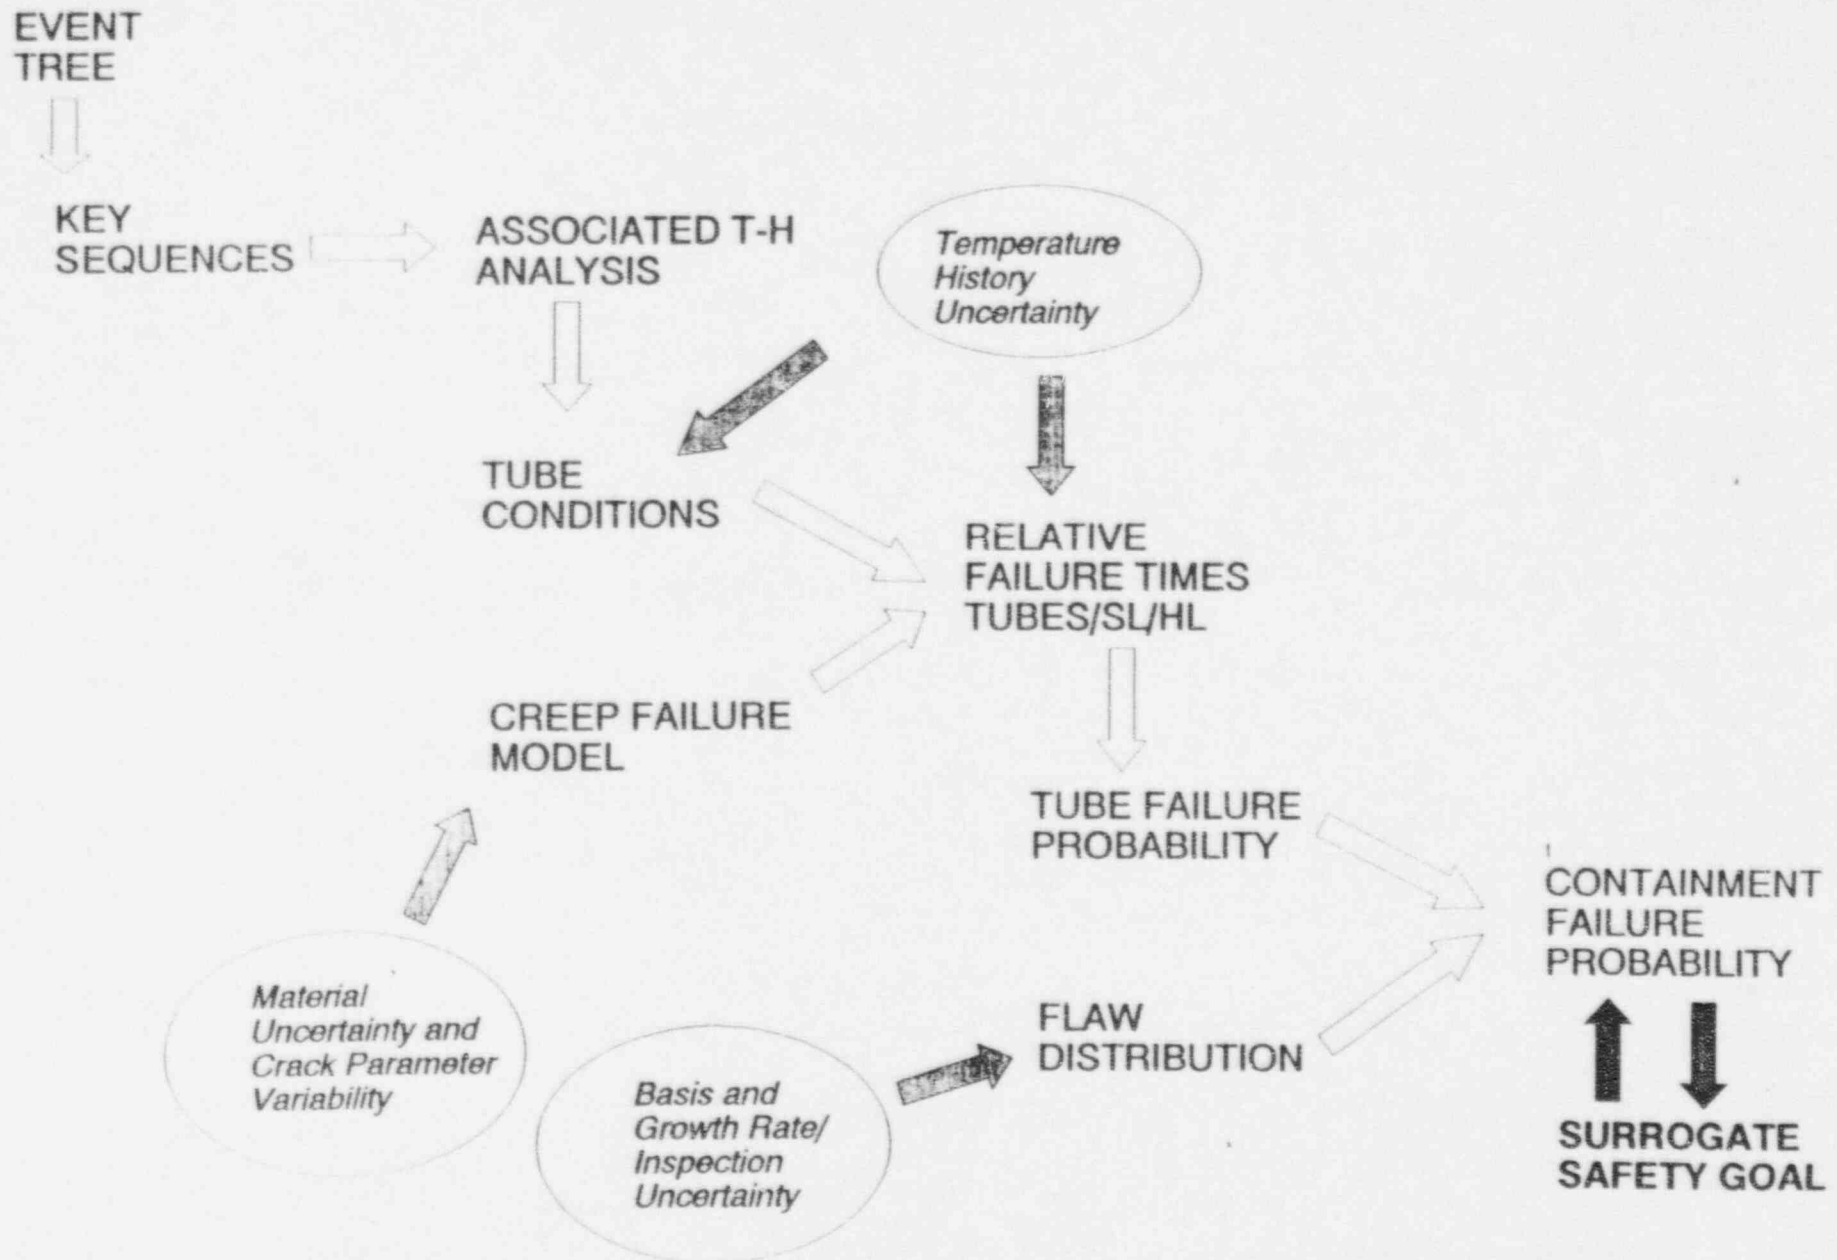 EVENT
TREE
KEY
SEQUENCES
ASSOCIATED T-H
ANALYSIS
Temperature
History
Uncertainty
TUBE
CONDITIONS
RELATIVE
FAILURE TIMES
TUBES/SL/HL
CREEP FAILURE
MODEL
TUBE FAILURE
PROBABILITY
CONTAINMENT
FAILURE
PROBABILITY
Material
Uncertainty and
Crack Parameter
Variability
Basis and
Growth Rate/
Inspection
Uncertainty
FLAW
DISTRIBUTION
SURROGATE
SAFETY GOAL